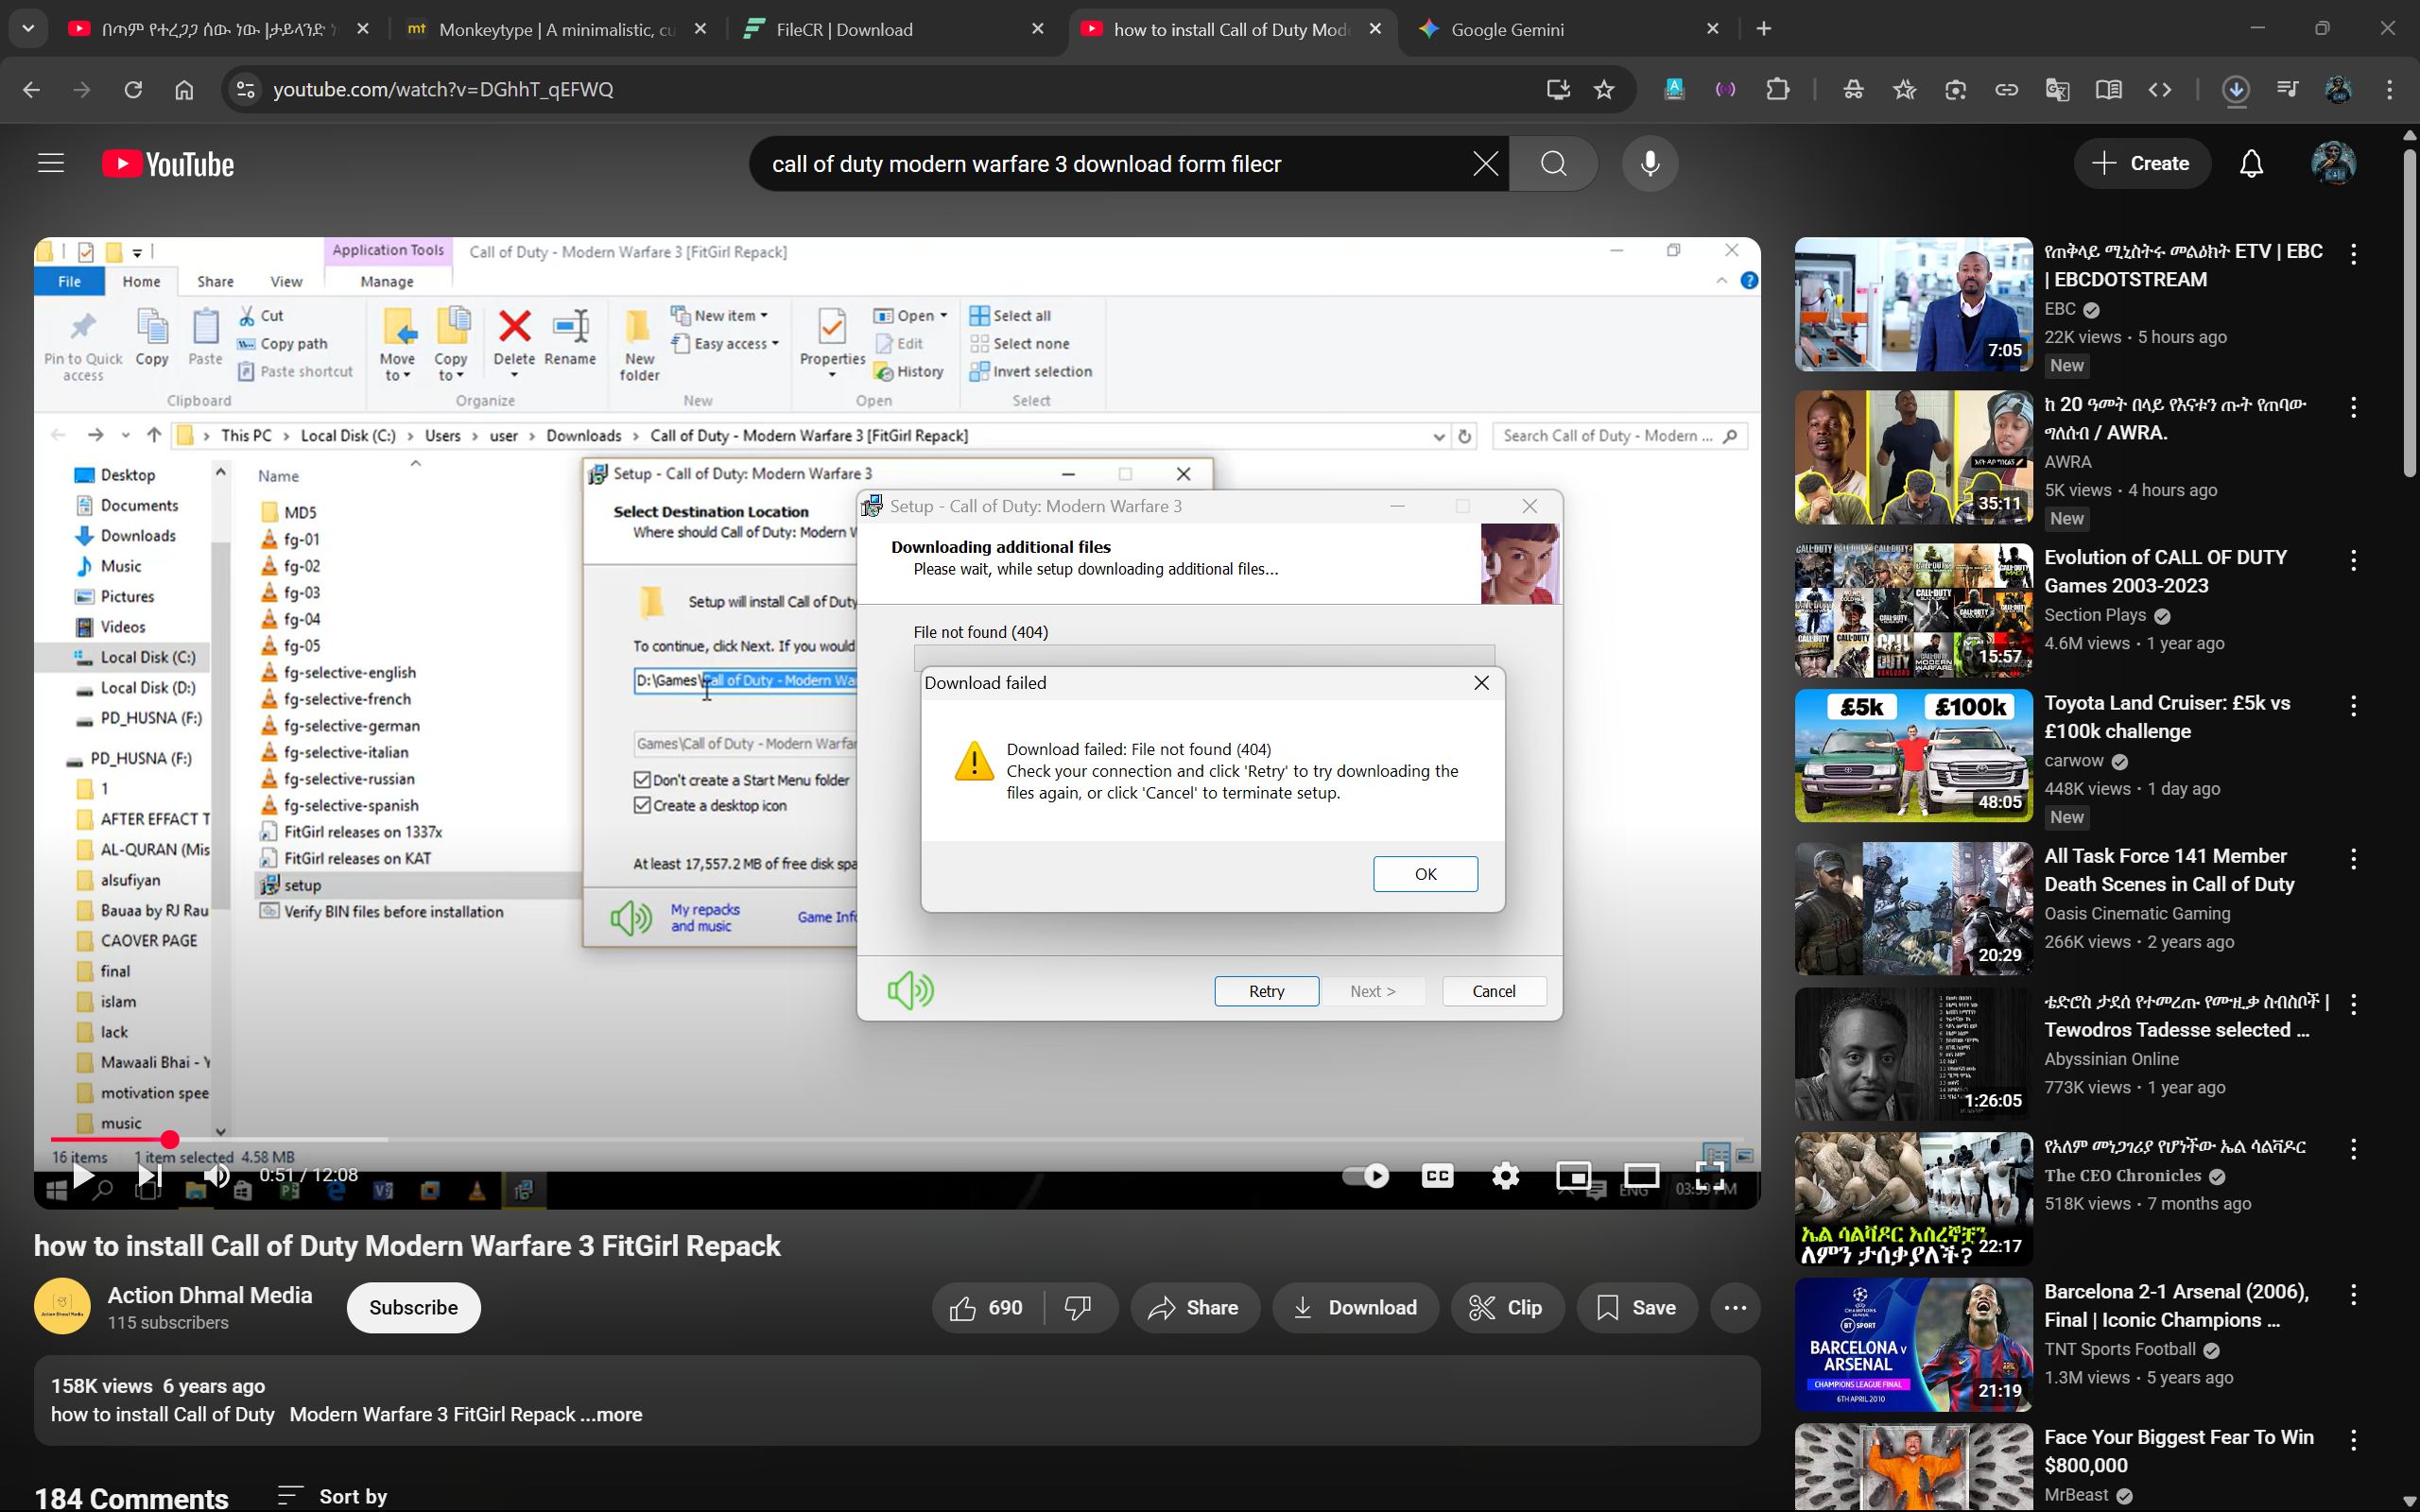 በጣም የተረጋጋ ሰው ነው |ታይላንድ
Monkeytype | A minimalistic, cu
FileCR | Download
how to install Call of Duty Mod
Google Gemini
youtube.com/watch?v=DGhhT_qEFWQ
YouTube
call of duty modern warfare 3 download form filecr
Create
Application Tools
Call of Duty - Modern Warfare 3 [FitGirl Repack]
File
Home
Share
View
Manage
Pin to Quick access
Copy
Paste
Cut
Copy path
Paste shortcut
Move to
Copy to
Delete
Rename
New folder
New item
Easy access
Properties
Open
Edit
History
Select all
Select none
Invert selection
Clipboard
Organize
New
Open
Select
This PC > Local Disk (C:) > Users > user > Downloads > Call of Duty - Modern Warfare 3 [FitGirl Repack]
Search Call of Duty - Modern ...
Desktop
Documents
Downloads
Music
Pictures
Videos
Local Disk (C:)
Local Disk (D:)
PD_HUSNA (F:)
PD_HUSNA (F:)
1
AFTER EFFECT T
AL-QURAN (Mis
alsufiyan
Bauaa by RJ Rau
CAOVER PAGE
final
islam
lack
Mawaali Bhai - Y
motivation spee
music
Name
MD5
fg-01
fg-02
fg-03
fg-04
fg-05
fg-selective-english
fg-selective-french
fg-selective-german
fg-selective-italian
fg-selective-russian
fg-selective-spanish
FitGirl releases on 1337x
FitGirl releases on KAT
setup
Verify BIN files before installation
16 items
1 item selected 4.58 MB
Setup - Call of Duty: Modern Warfare 3
Select Destination Location
Where should Call of Duty: Modern W
Setup will install Call of Duty
To continue, click Next. If you would
D:\Games\Call of Duty - Modern Wa
Games\Call of Duty - Modern Warfar
Don't create a Start Menu folder
Create a desktop icon
At least 17,557.2 MB of free disk spa
My repacks
and music
Game Info
Setup - Call of Duty: Modern Warfare 3
Downloading additional files
Please wait, while setup downloading additional files...
File not found (404)
Download failed
Download failed: File not found (404)
Check your connection and click 'Retry' to try downloading the
files again, or click 'Cancel' to terminate setup.
OK
Retry
Next >
Cancel
0:51 / 12:08
CC
ENG
how to install Call of Duty Modern Warfare 3 FitGirl Repack
Action Dhmal Media
115 subscribers
Subscribe
690
Share
Download
Clip
Save
158K views 6 years ago
how to install Call of Duty Modern Warfare 3 FitGirl Repack ...more
184 Comments
Sort by
7:05
የጠቅላይ ሚኒስትሩ መልዕክት ETV | EBC
| EBCDOTSTREAM
EBC
22K views • 5 hours ago
New
35:11
ከ 20 ዓመት በላይ የእናቱን ጡት የጠባው
ግለሰብ / AWRA.
AWRA
5K views • 4 hours ago
New
15:57
Evolution of CALL OF DUTY
Games 2003-2023
Section Plays
4.6M views • 1 year ago
£5k
£100k
48:05
Toyota Land Cruiser: £5k vs
£100k challenge
carwow
448K views • 1 day ago
New
20:29
All Task Force 141 Member
Death Scenes in Call of Duty
Oasis Cinematic Gaming
266K views • 2 years ago
1:26:05
ቴድሮስ ታደሰ የተመረጡ የሙዚቃ ስብስቦች |
Tewodros Tadesse selected ...
Abyssinian Online
773K views • 1 year ago
ኤል ሳልቫዶር እስረኞቿን
ለምን ታሰቃያለች?
22:17
የአለም መነጋገሪያ የሆነችው ኤል ሳልቫዶር
The CEO Chronicles
518K views • 7 months ago
CHAMPIONS LEAGUE
BT SPORT
BARCELONA v
ARSENAL
CHAMPIONS LEAGUE FINAL
6TH APRIL 2010
21:19
Barcelona 2-1 Arsenal (2006),
Final | Iconic Champions ...
TNT Sports Football
1.3M views • 5 years ago
Face Your Biggest Fear To Win
$800,000
MrBeast